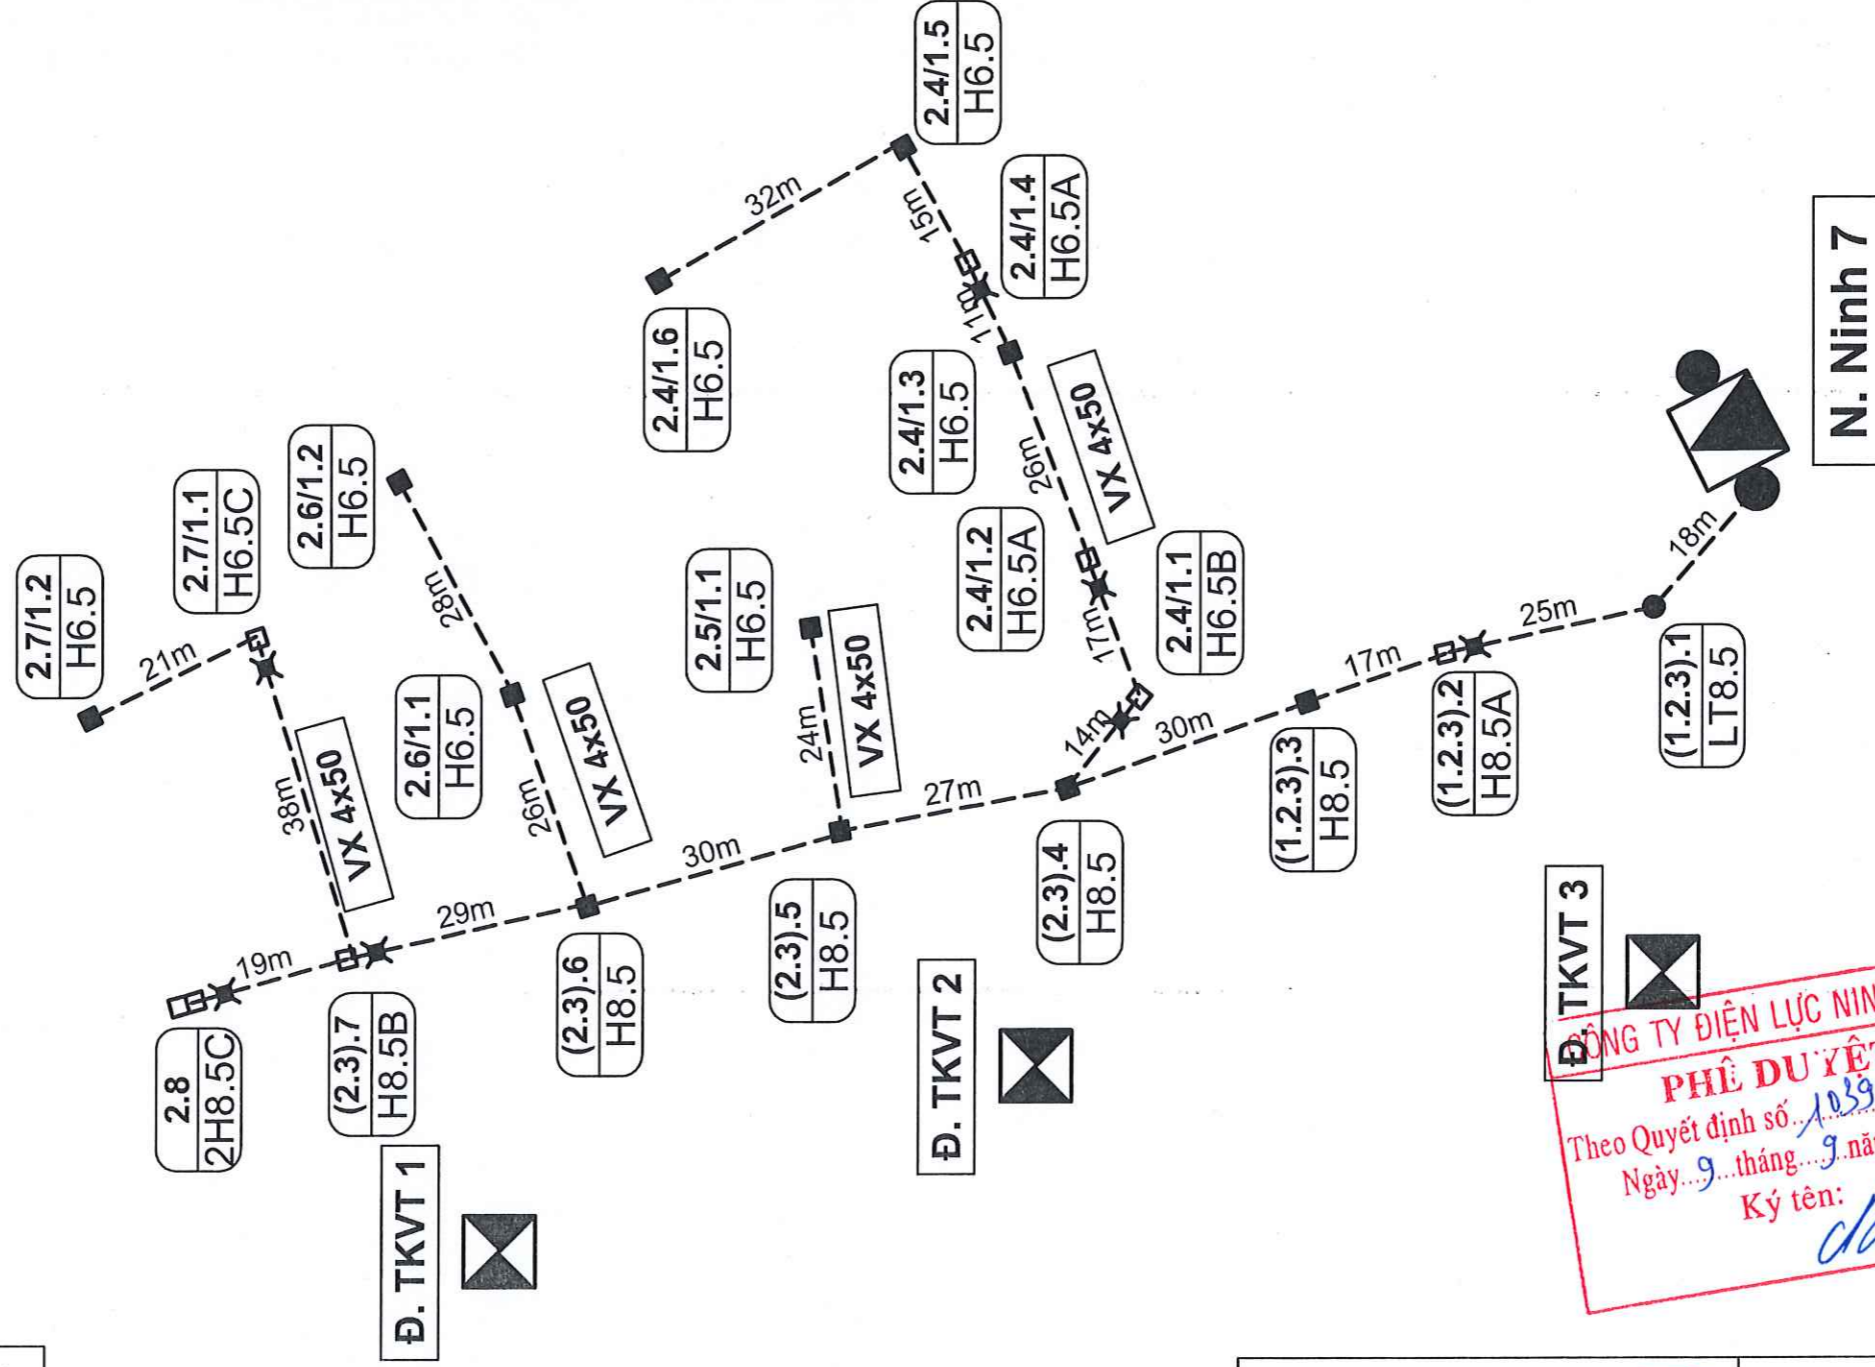 2.7/1.2
H6.5
21m
2.7/1.1
H6.5C
38m
VX 4x50
2.6/1.2
H6.5
28m
2.6/1.1
H6.5
26m
VX 4x50
2.8
2H8.5C
19m
(2.3).7
H8.5B
29m
(2.3).6
H8.5
30m
Đ. TKVT 1
2.4/1.5
H6.5
32m
15m
2.4/1.6
H6.5
2.4/1.4
H6.5A
11m
2.4/1.3
H6.5
26m
VX 4x50
2.4/1.2
H6.5A
17m
2.4/1.1
H6.5B
14m
2.5/1.1
H6.5
24m
VX 4x50
(2.3).5
H8.5
27m
(2.3).4
H8.5
30m
Đ. TKVT 2
(1.2.3).3
H8.5
17m
(1.2.3).2
H8.5A
25m
(1.2.3).1
LT8.5
18m
N. Ninh 7
Đ. TKVT 3
CÔNG TY ĐIỆN LỰC
PHÊ DUYỆT
Theo Quyết định số 1039
Ngày 9 tháng 9
Ký tên: